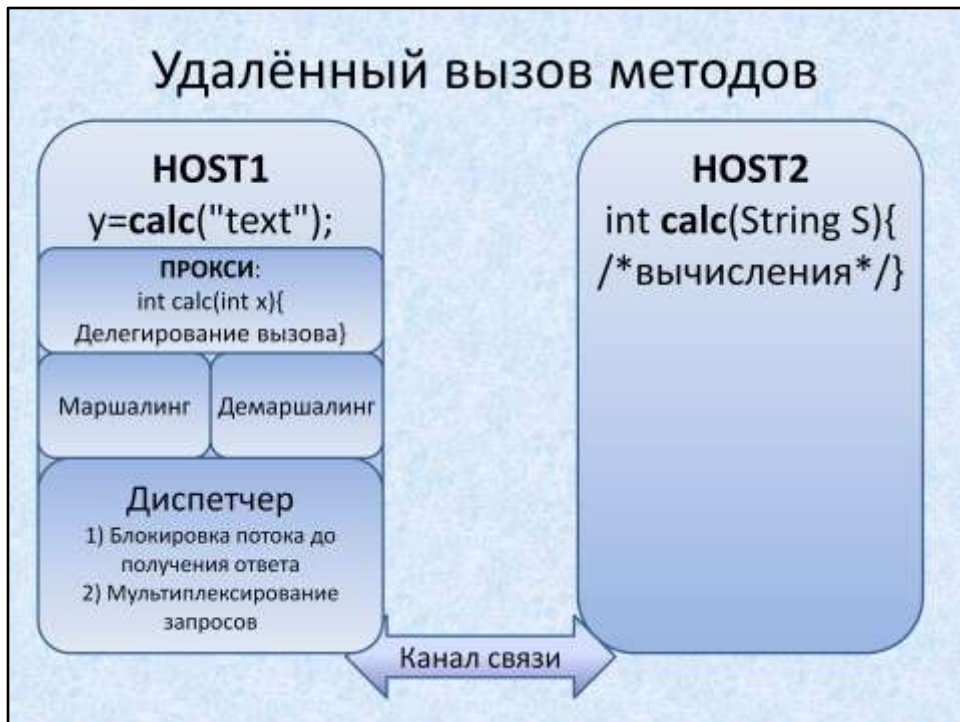 Удалённый вызов методов
HOST1
y=calc("text");
ПРОКСИ:
int calc(int x){
Делегирование вызова}
Маршалинг
Демаршалинг
Диспетчер
1) Блокировка потока до
получения ответа
2) Мультиплексирование
запросов
HOST2
int calc(String S){
/*вычисления*/}
Канал связи